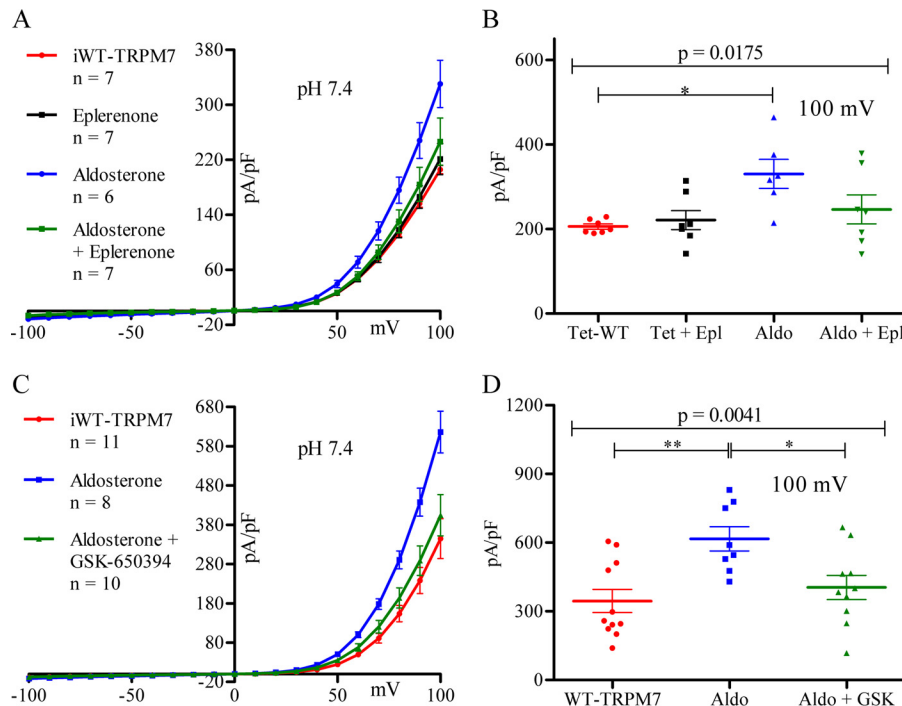 A
iWT-TRPM7
n = 7
Eplerenone
n = 7
Aldosterone
n = 6
Aldosterone
+ Eplerenone
n = 7
pH 7.4
pA/pF
380
300
220
140
60
-20
-100
-50
50
100
mV
B
p = 0.0175
*
100 mV
pA/pF
600
400
200
0
Tet-WT
Tet + Epl
Aldo
Aldo + Epl
C
iWT-TRPM7
n = 11
Aldosterone
n = 8
Aldosterone +
GSK-650394
n = 10
pH 7.4
pA/pF
680
580
480
380
280
180
80
-20
-100
-50
0
50
100
mV
D
p = 0.0041
**
*
100 mV
pA/pF
1200
900
600
300
0
WT-TRPM7
Aldo
Aldo + GSK